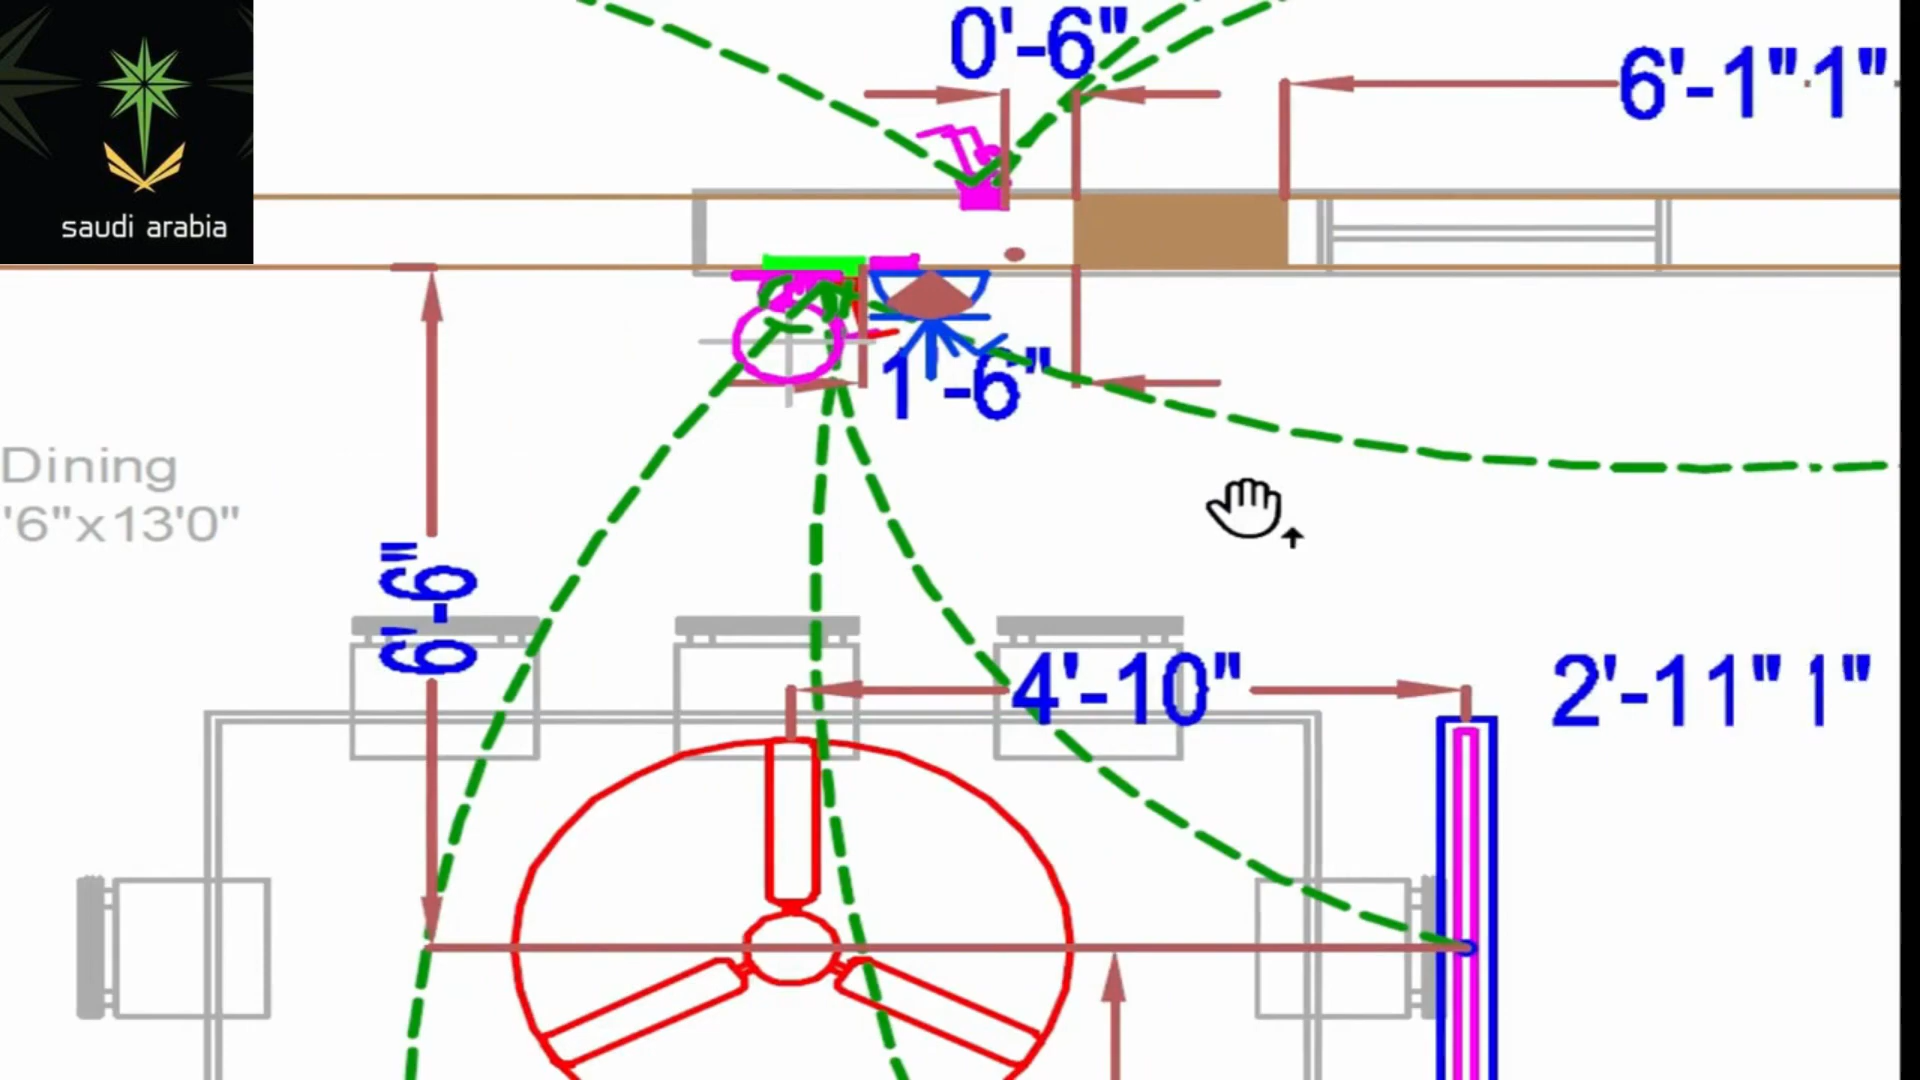 0'-6"
6'-1" 1"
saudi arabia
1'-6"
Dining
'6"x13'0"
6'-6"
4'-10"
2'-11" 1"